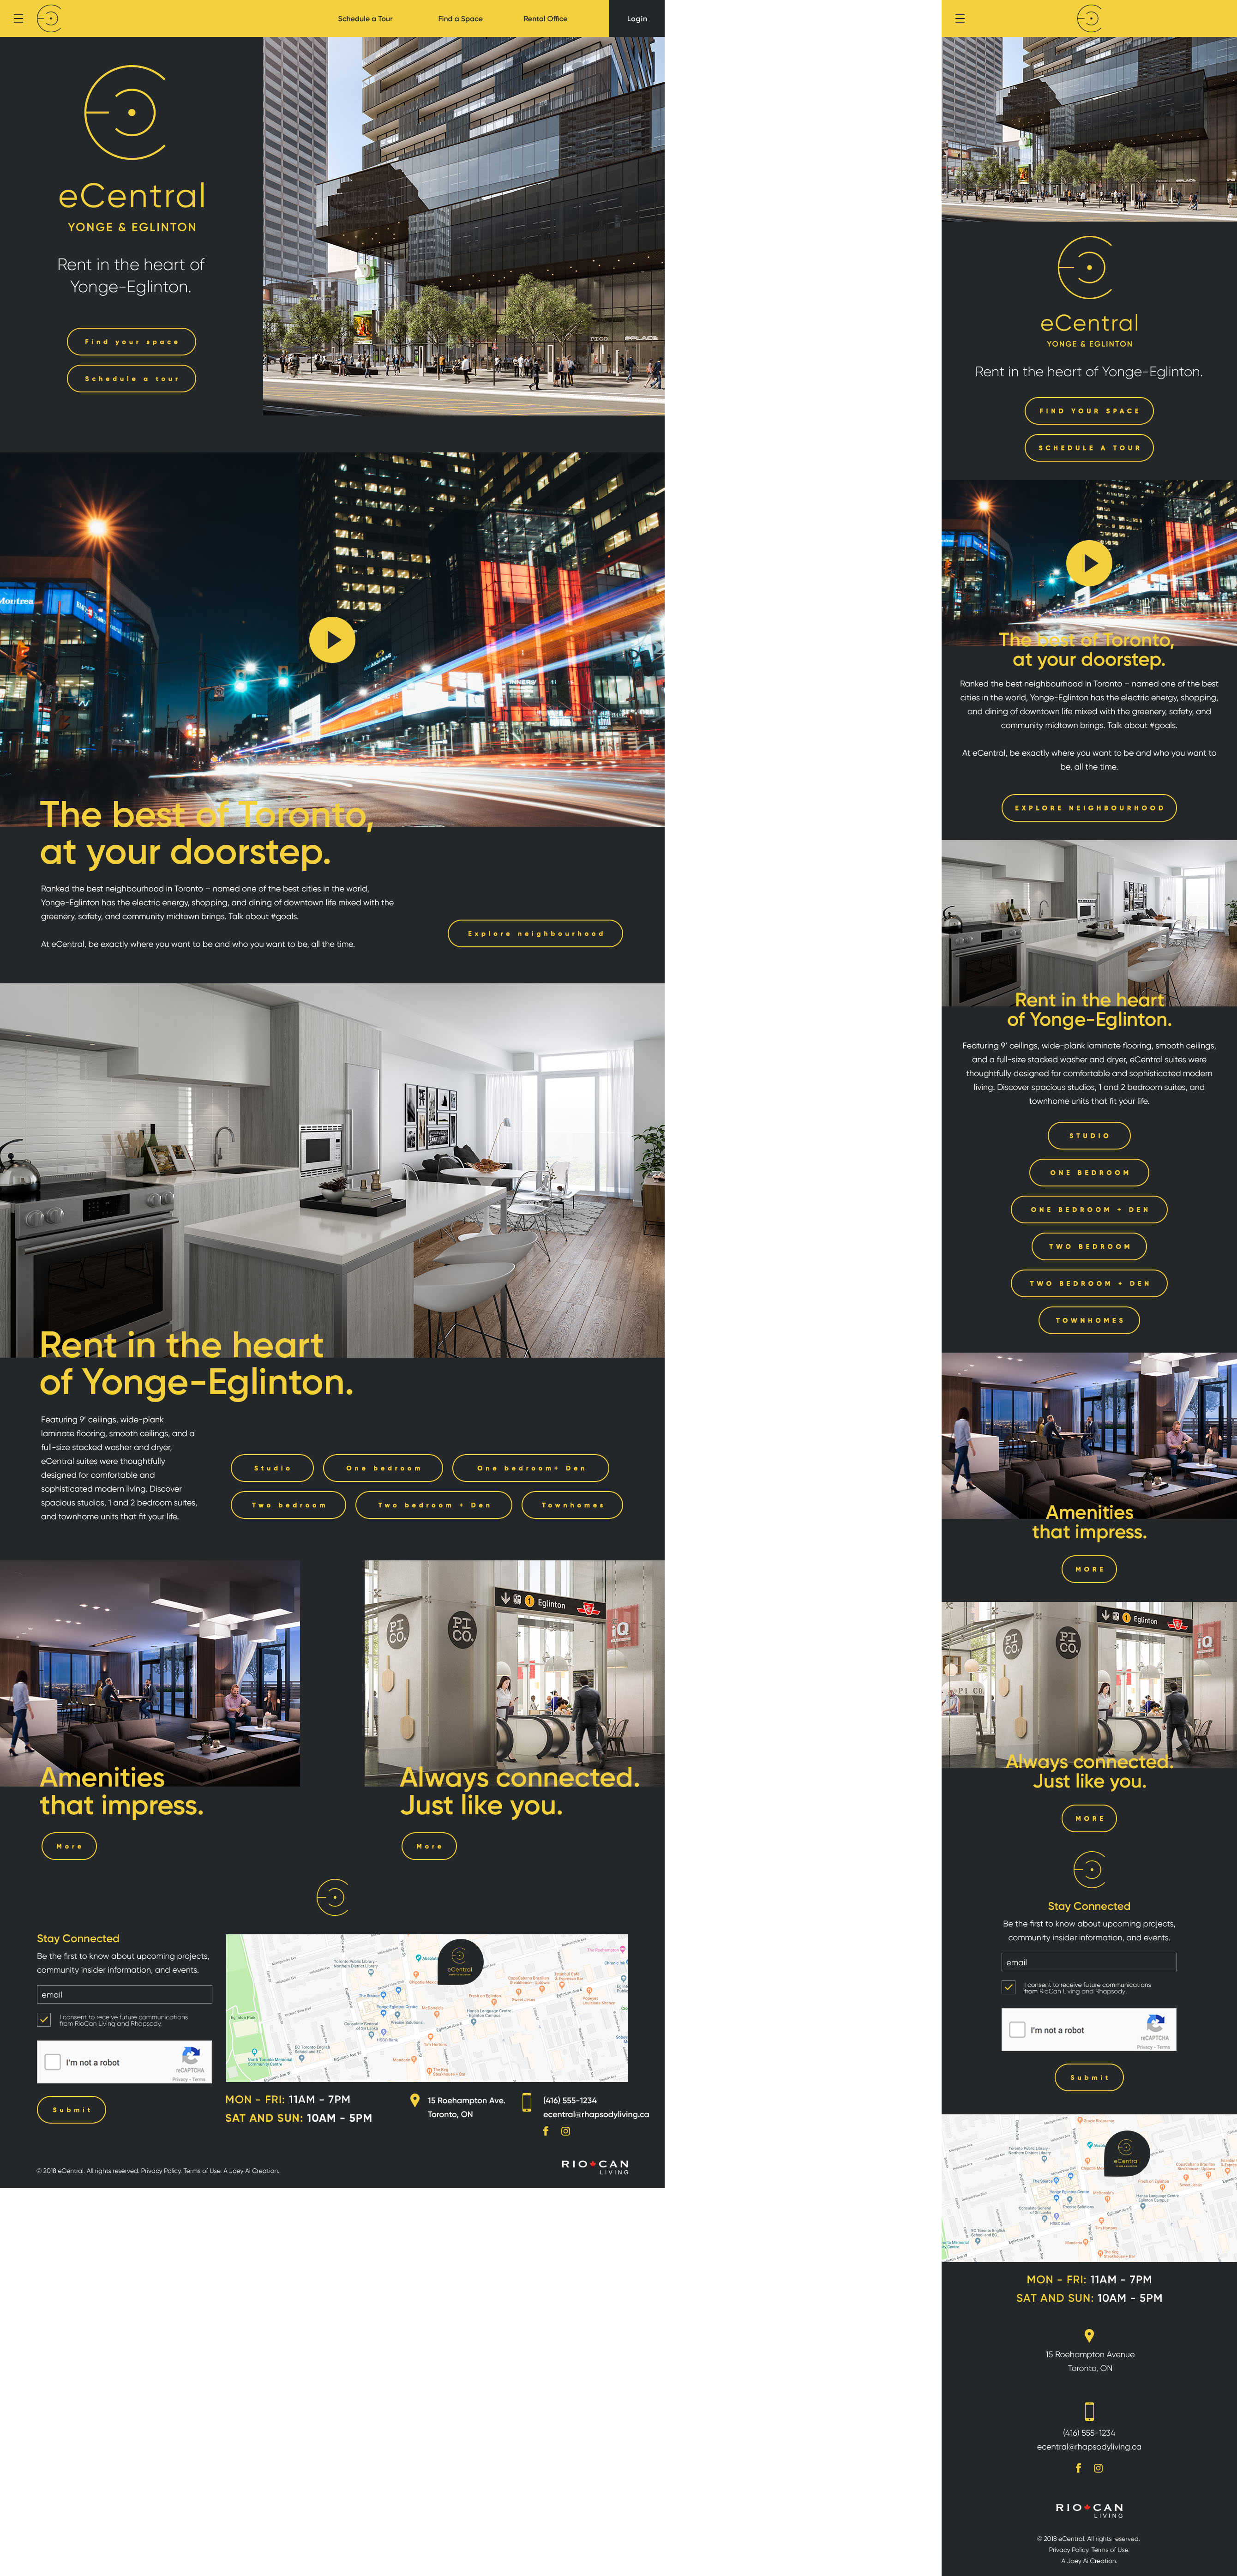 Schedule a Tour
Find a Space
Rental Office
Login
eCentral
YONGE & EGLINTON
Rent in the heart of
Yonge-Eglinton.
Find your space
Schedule a tour
PICO
Montrea
The best of Toronto,
at your doorstep.
Ranked the best neighbourhood in Toronto – named one of the best cities in the world,
Yonge-Eglinton has the electric energy, shopping, and dining of downtown life mixed with the
greenery, safety, and community midtown brings. Talk about #goals.
At eCentral, be exactly where you want to be and who you want to be, all the time.
Explore neighbourhood
Rent in the heart
of Yonge-Eglinton.
Featuring 9' ceilings, wide-plank
laminate flooring, smooth ceilings, and a
full-size stacked washer and dryer,
eCentral suites were thoughtfully
designed for comfortable and
sophisticated modern living. Discover
spacious studios, 1 and 2 bedroom suites,
and townhome units that fit your life.
Studio
One bedroom
One bedroom+ Den
Two bedroom
Two bedroom + Den
Townhomes
1 Eglinton
PI
CO.
PI
CO.
iQ
Amenities
that impress.
More
Always connected.
Just like you.
More
Stay Connected
Be the first to know about upcoming projects,
community insider information, and events.
email
I consent to receive future communications
from RioCan Living and Rhapsody.
I'm not a robot
reCAPTCHA
Privacy - Terms
Submit
eCentral
MON - FRI: 11AM - 7PM
SAT AND SUN: 10AM - 5PM
15 Roehampton Ave.
Toronto, ON
(416) 555-1234
ecentral@rhapsodyliving.ca
© 2018 eCentral. All rights reserved. Privacy Policy. Terms of Use. A Joey Ai Creation.
RIO CAN
LIVING
eCentral
YONGE & EGLINTON
Rent in the heart of Yonge-Eglinton.
FIND YOUR SPACE
SCHEDULE A TOUR
The best of Toronto,
at your doorstep.
Ranked the best neighbourhood in Toronto – named one of the best
cities in the world, Yonge-Eglinton has the electric energy, shopping,
and dining of downtown life mixed with the greenery, safety, and
community midtown brings. Talk about #goals.
At eCentral, be exactly where you want to be and who you want to
be, all the time.
EXPLORE NEIGHBOURHOOD
Rent in the heart
of Yonge-Eglinton.
Featuring 9' ceilings, wide-plank laminate flooring, smooth ceilings,
and a full-size stacked washer and dryer, eCentral suites were
thoughtfully designed for comfortable and sophisticated modern
living. Discover spacious studios, 1 and 2 bedroom suites, and
townhome units that fit your life.
STUDIO
ONE BEDROOM
ONE BEDROOM + DEN
TWO BEDROOM
TWO BEDROOM + DEN
TOWNHOMES
Amenities
that impress.
MORE
1 Eglinton
PI
CO.
PI
CO.
iQ
Always connected.
Just like you.
MORE
Stay Connected
Be the first to know about upcoming projects,
community insider information, and events.
email
I consent to receive future communications
from RioCan Living and Rhapsody.
I'm not a robot
reCAPTCHA
Privacy - Terms
Submit
eCentral
MON - FRI: 11AM - 7PM
SAT AND SUN: 10AM - 5PM
15 Roehampton Avenue
Toronto, ON
(416) 555-1234
ecentral@rhapsodyliving.ca
RIO CAN
LIVING
© 2018 eCentral. All rights reserved.
Privacy Policy. Terms of Use.
A Joey Ai Creation.